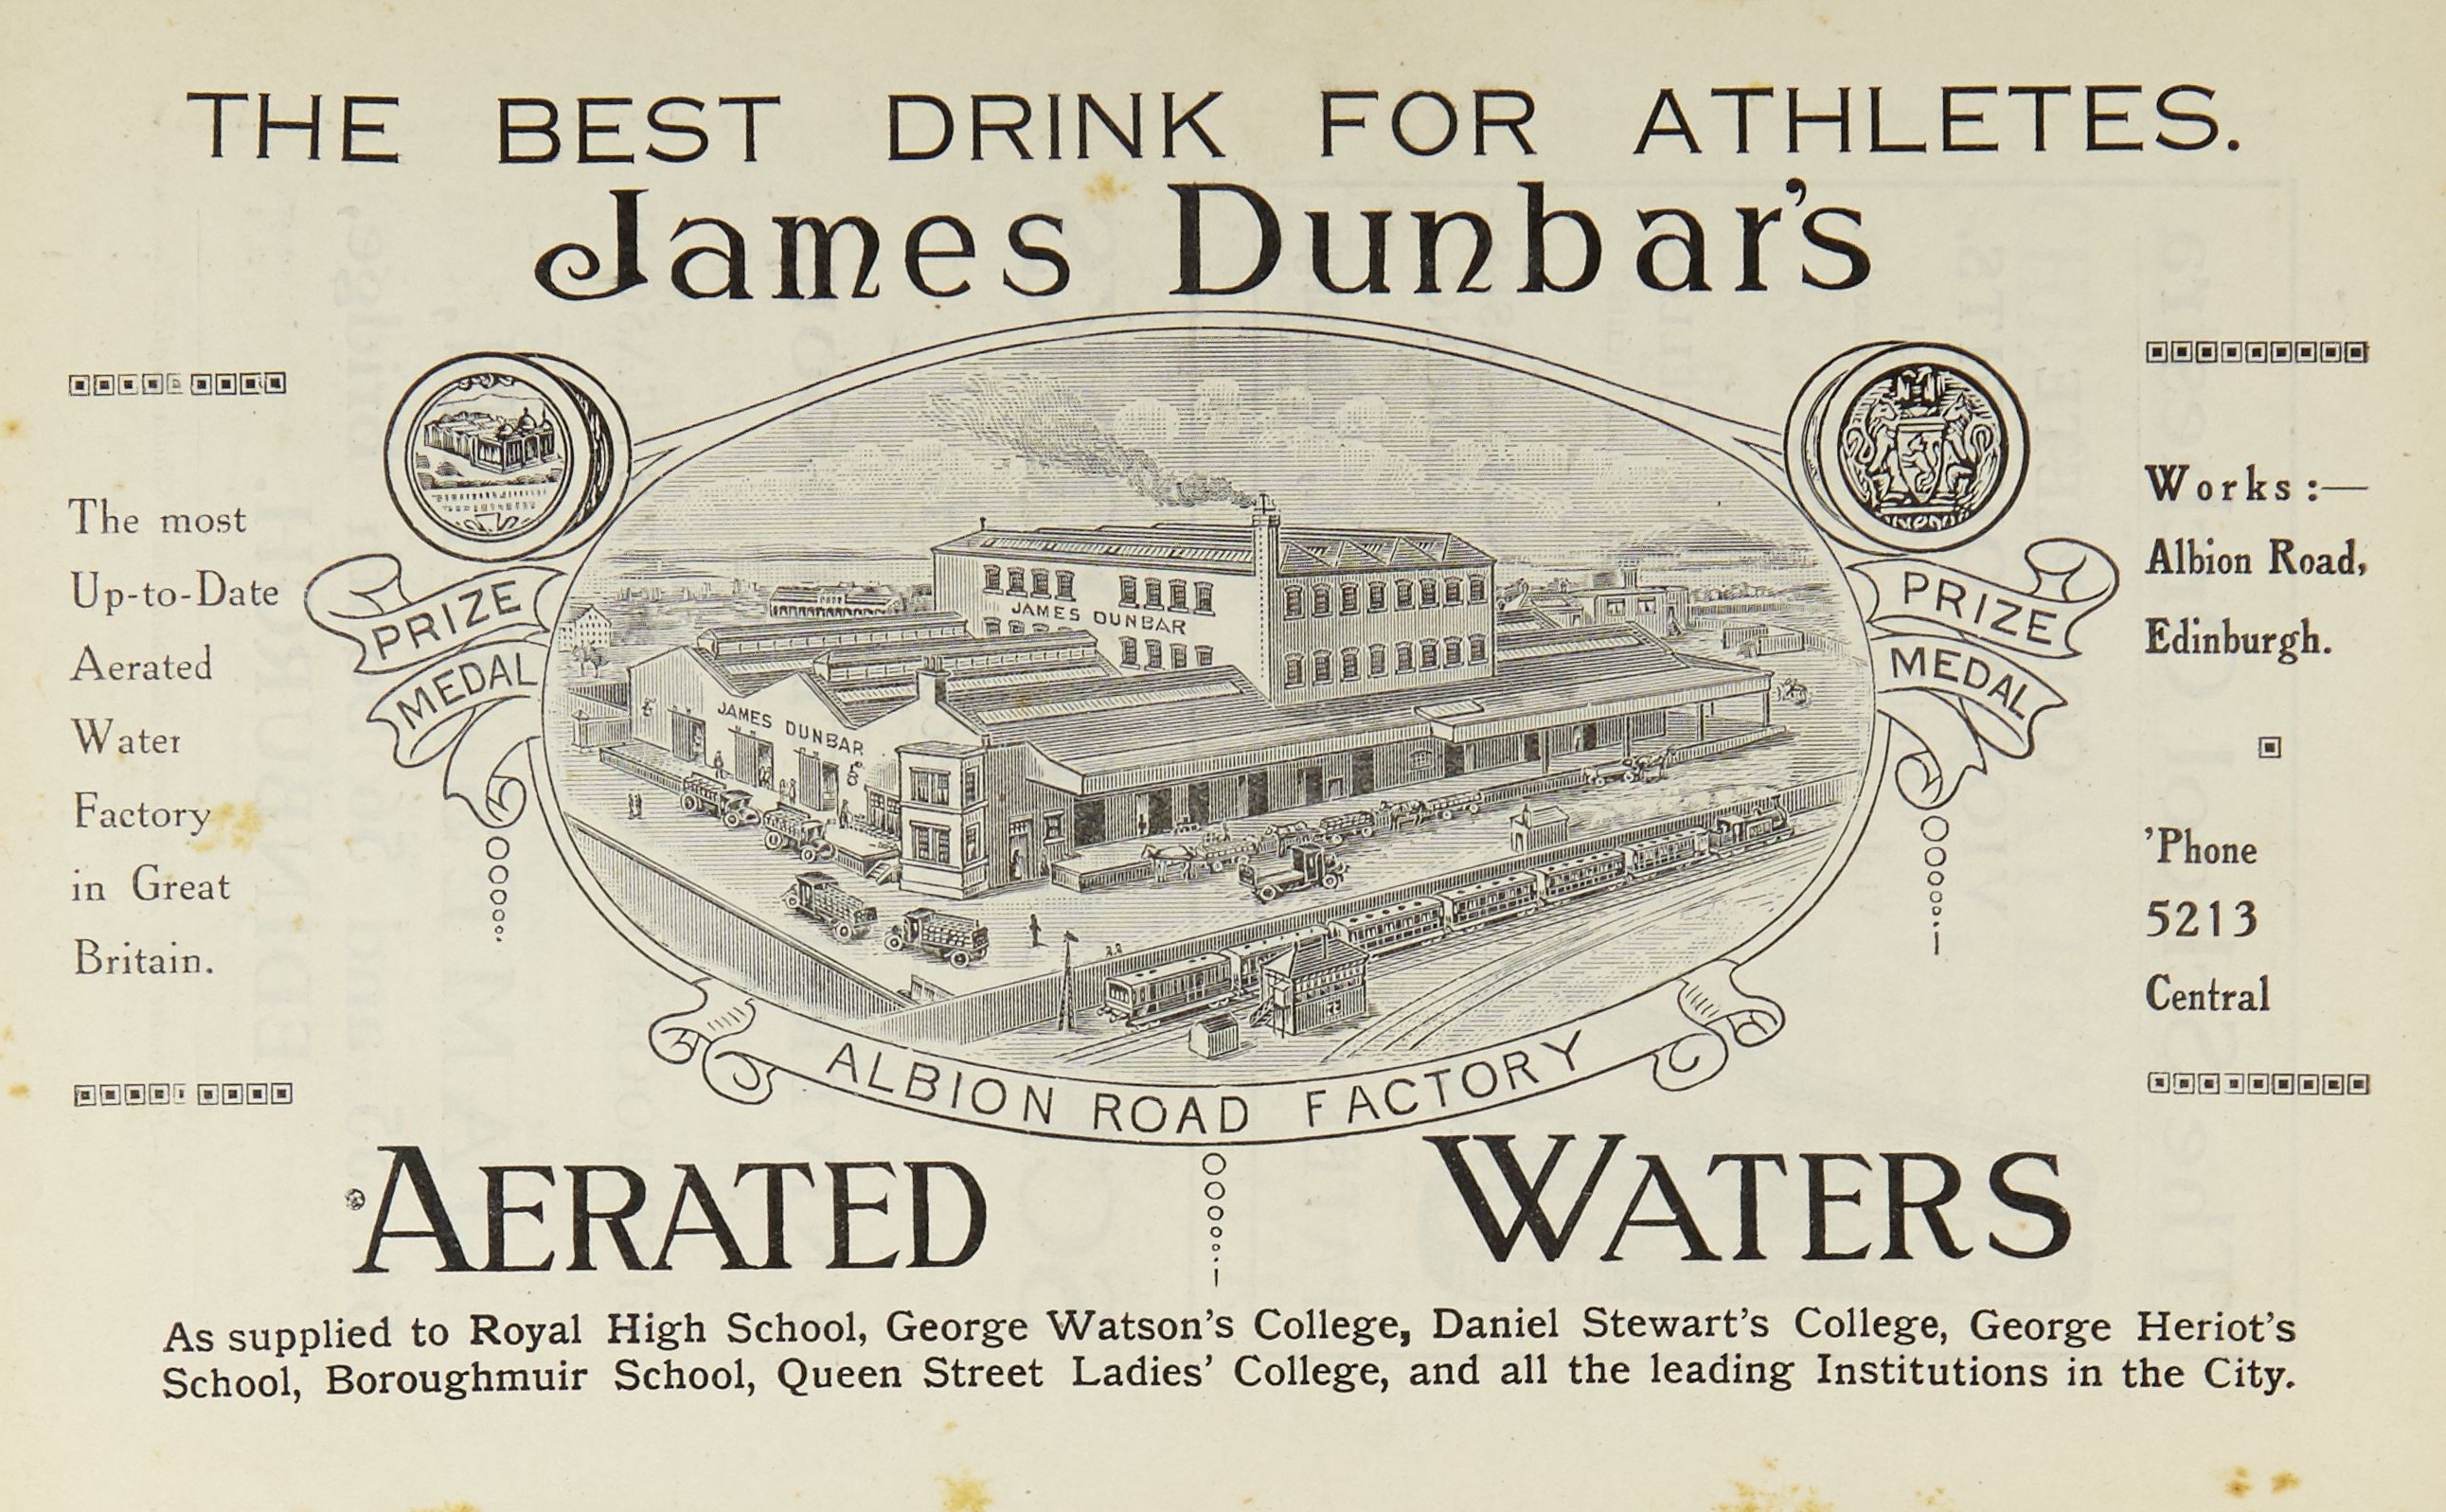 THE BEST DRINK FOR ATHLETES.
James Dunbar's
The most
Up-to-Date
Aerated
Water
Factory
in Great
Britain.
PRIZE
MEDAL
JAMES DUNBAR
JAMES DUNBAR
PRIZE
MEDAL
Works:—
Albion Road,
Edinburgh.
'Phone
5213
Central
ALBION ROAD FACTORY
AERATED WATERS
As supplied to Royal High School, George Watson's College, Daniel Stewart's College, George Heriot's
School, Boroughmuir School, Queen Street Ladies' College, and all the leading Institutions in the City.